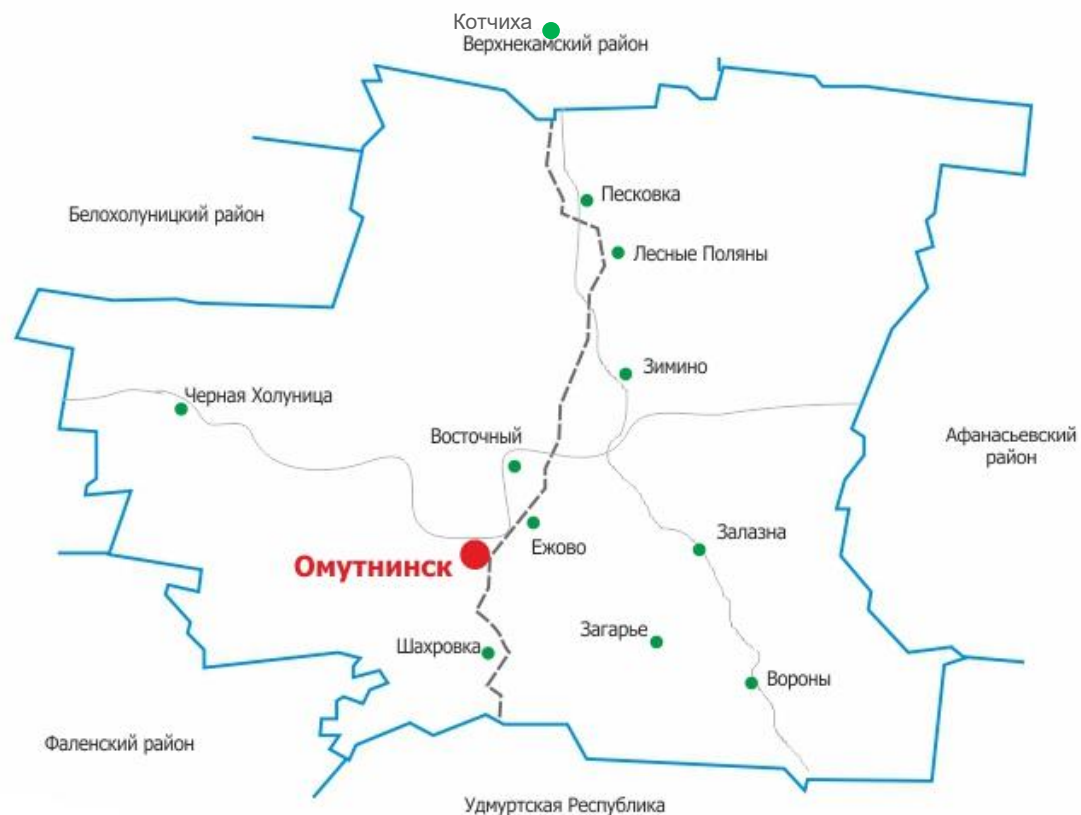 Котчиха
Верхнекамский район
Песковка
Белохолуницкий район
Лесные Поляны
Зимино
Черная Холуница
Восточный
Афанасьевский
район
Залазна
Ежово
Омутнинск
Загарье
Шахровка
Вороны
Фаленский район
Удмуртская Республика